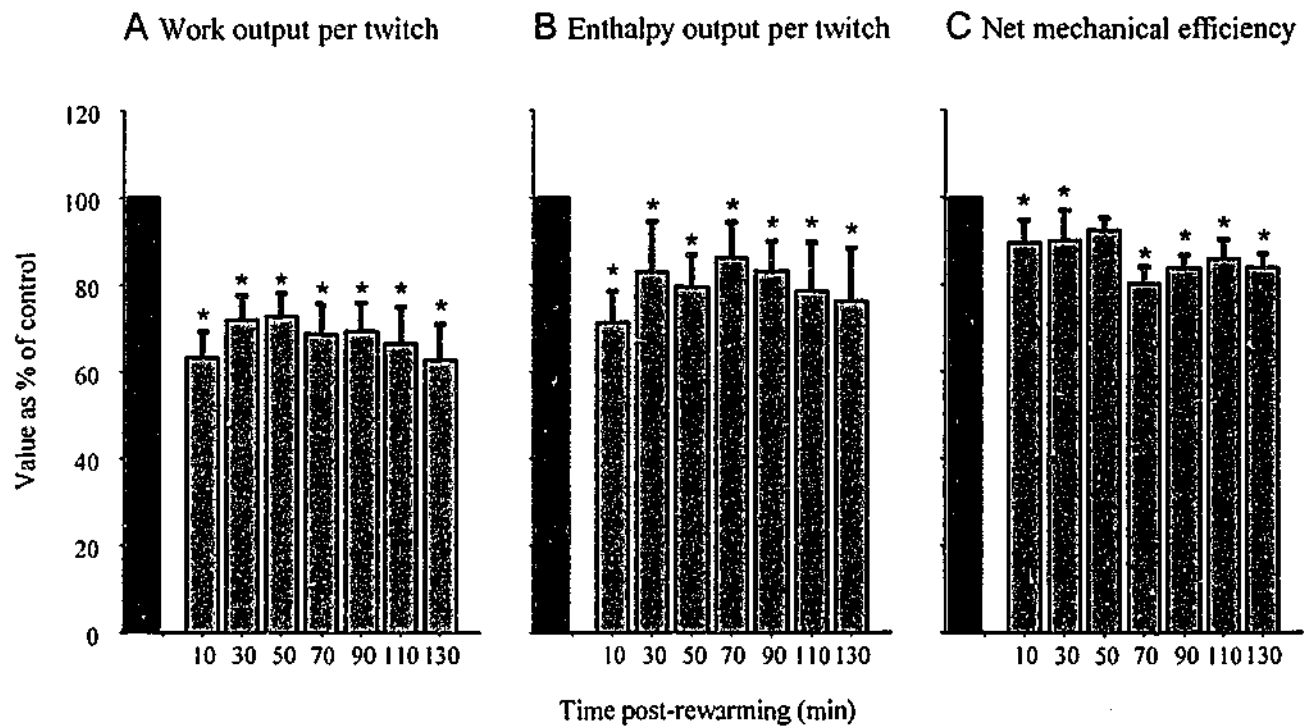 A Work output per twitch
B Enthalpy output per twitch
C Net mechanical efficiency
120
100
80
60
40
20
0
Value as % of control
* * * * * * *
* * * * * * *
* * * * * *
10 30 50 70 90 110 130
10 30 50 70 90 110 130
10 30 50 70 90 110 130
Time post-rewarming (min)